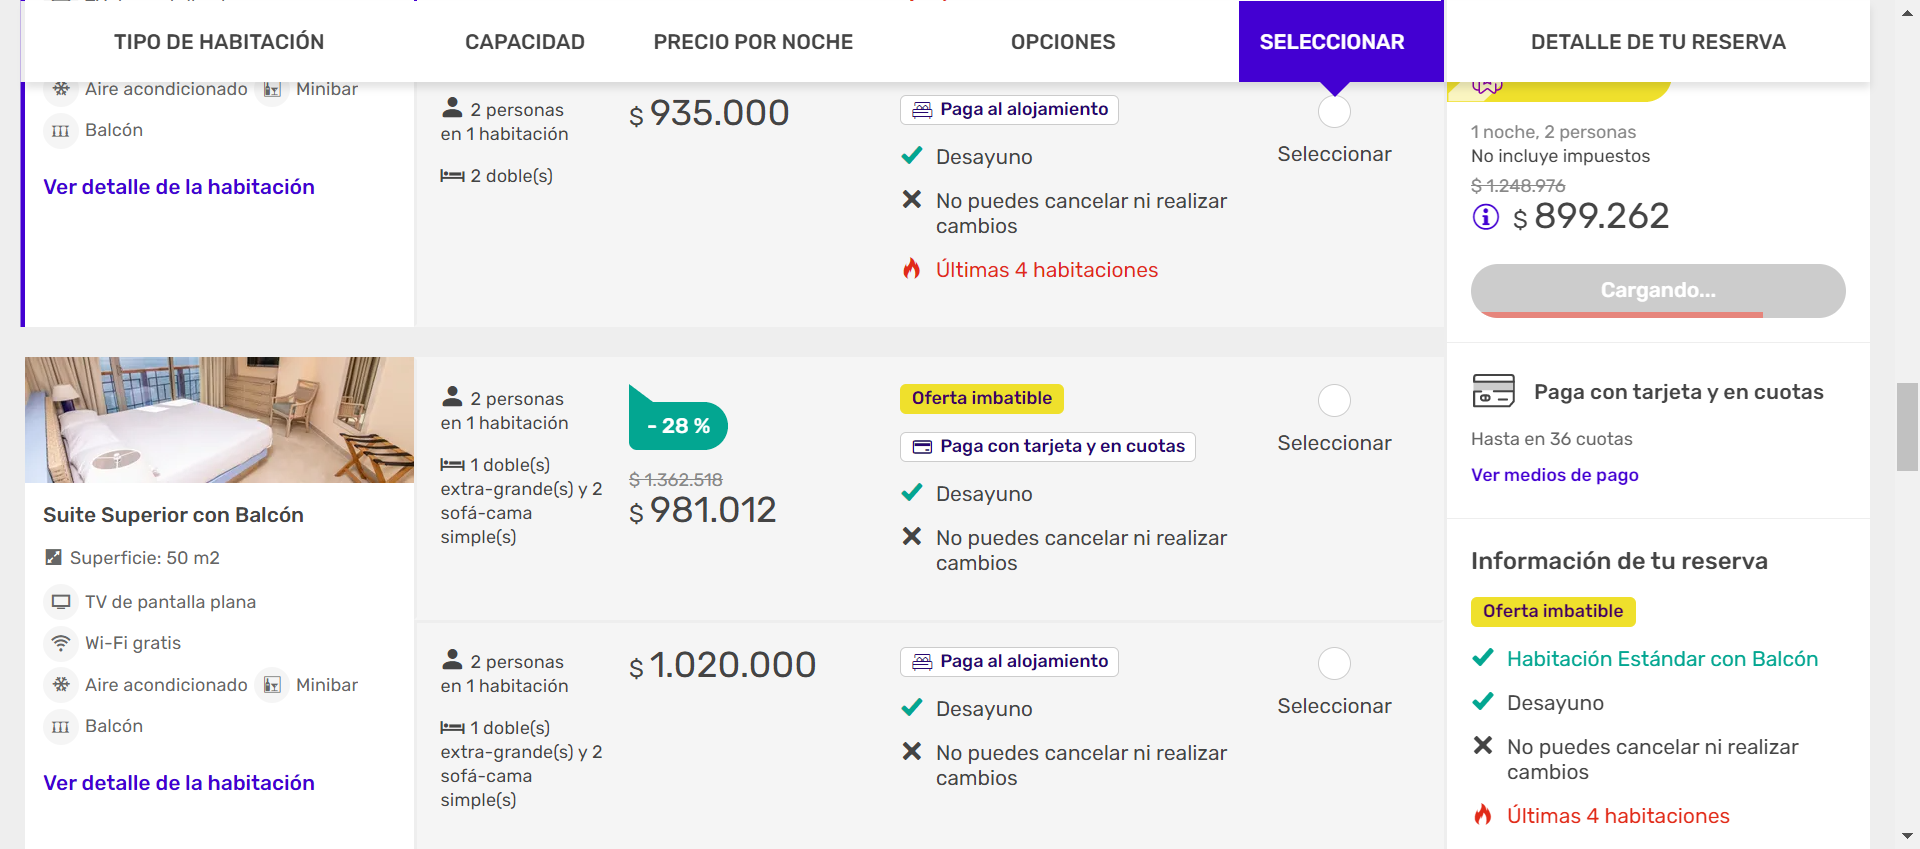 TIPO DE HABITACIÓN
CAPACIDAD
PRECIO POR NOCHE
OPCIONES
SELECCIONAR
DETALLE DE TU RESERVA
Aire acondicionado
Minibar
Balcón
Ver detalle de la habitación
2 personas
en 1 habitación
2 doble(s)
$ 935.000
Paga al alojamiento
Desayuno
No puedes cancelar ni realizar
cambios
Últimas 4 habitaciones
Seleccionar
Suite Superior con Balcón
Superficie: 50 m2
TV de pantalla plana
Wi-Fi gratis
Aire acondicionado
Minibar
Balcón
Ver detalle de la habitación
2 personas
en 1 habitación
1 doble(s)
extra-grande(s) y 2
sofá-cama
simple(s)
- 28 %
$ 1.362.518
$ 981.012
Oferta imbatible
Paga con tarjeta y en cuotas
Desayuno
No puedes cancelar ni realizar
cambios
Seleccionar
2 personas
en 1 habitación
1 doble(s)
extra-grande(s) y 2
sofá-cama
simple(s)
$ 1.020.000
Paga al alojamiento
Desayuno
No puedes cancelar ni realizar
cambios
Seleccionar
1 noche, 2 personas
No incluye impuestos
$ 1.248.976
$ 899.262
Cargando...
Paga con tarjeta y en cuotas
Hasta en 36 cuotas
Ver medios de pago
Información de tu reserva
Oferta imbatible
Habitación Estándar con Balcón
Desayuno
No puedes cancelar ni realizar
cambios
Últimas 4 habitaciones